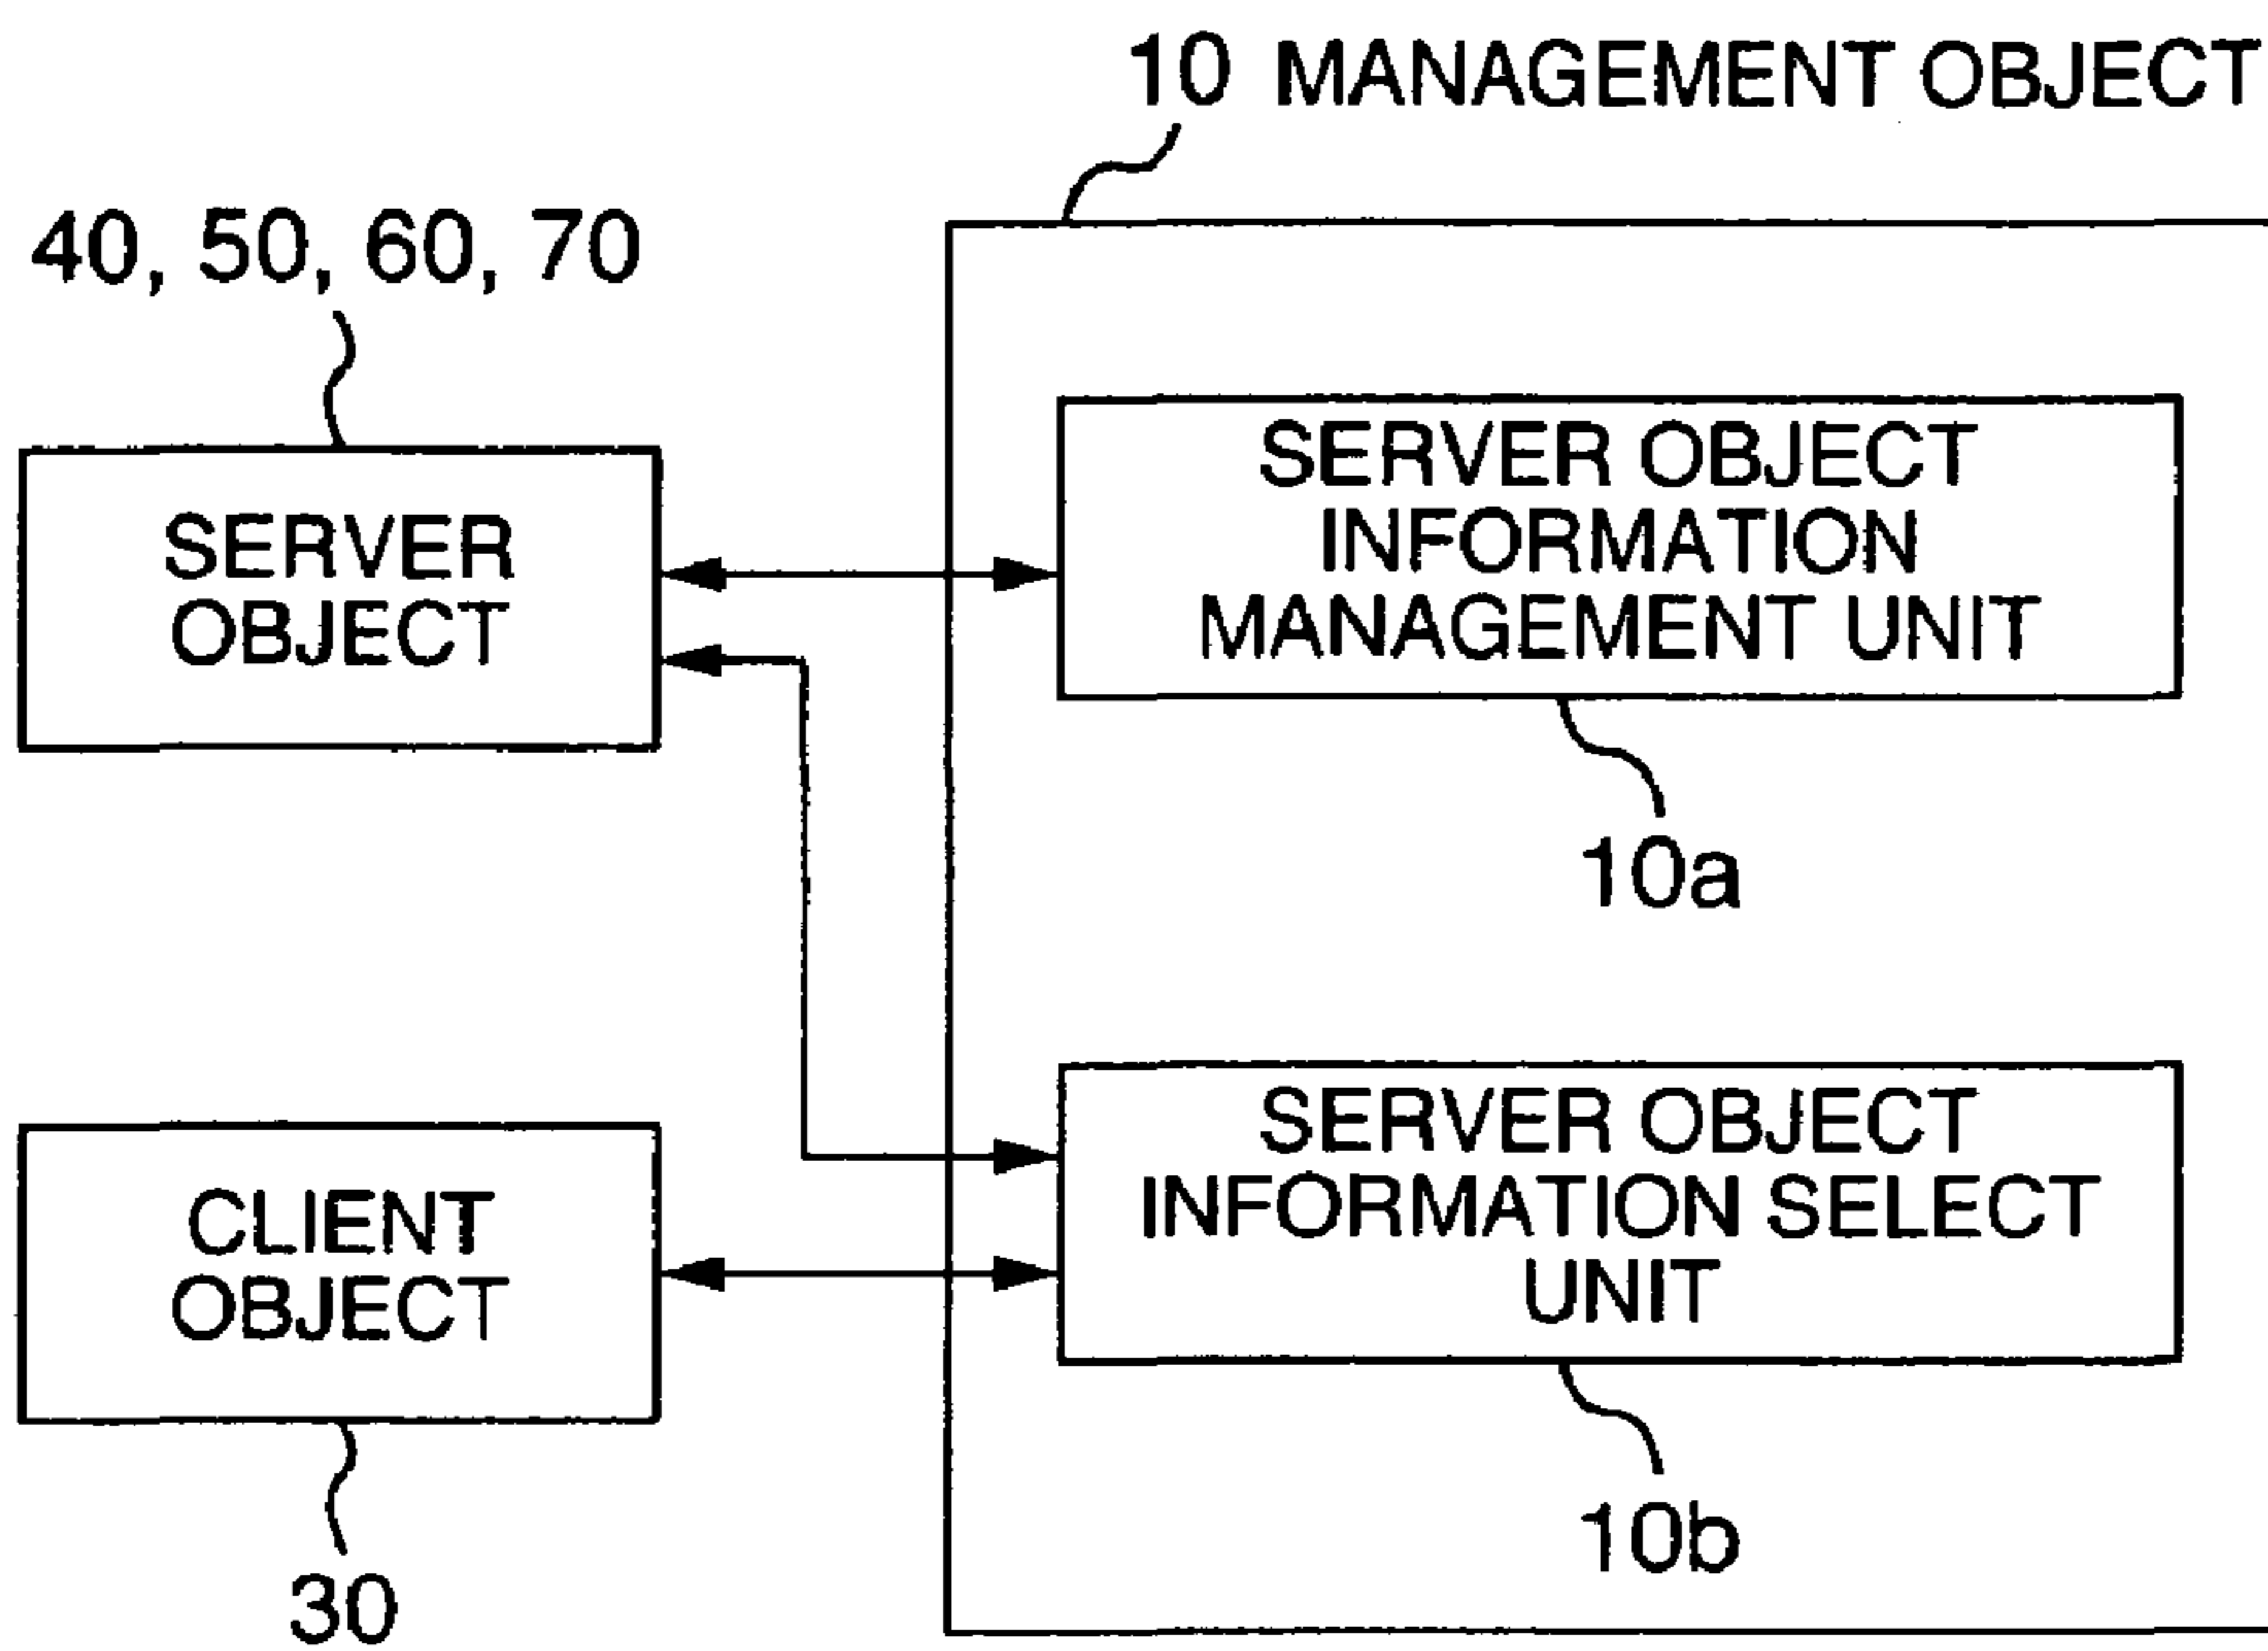 10 MANAGEMENT OBJECT
40, 50, 60, 70
SERVER
OBJECT
SERVER OBJECT
INFORMATION
MANAGEMENT UNIT
10a
CLIENT
OBJECT
30
SERVER OBJECT
INFORMATION SELECT
UNIT
10b